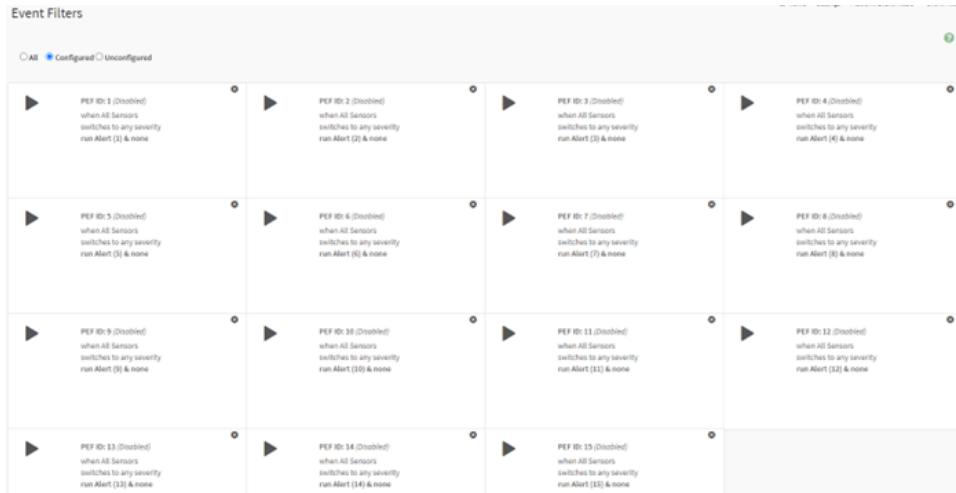 Event Filters
All Configured Unconfigured
PEF ID: 1 (Disabled)
when All Sensors
switches to any severity
run Alert (1) & none
PEF ID: 2 (Disabled)
when All Sensors
switches to any severity
run Alert (2) & none
PEF ID: 3 (Disabled)
when All Sensors
switches to any severity
run Alert (3) & none
PEF ID: 4 (Disabled)
when All Sensors
switches to any severity
run Alert (4) & none
PEF ID: 5 (Disabled)
when All Sensors
switches to any severity
run Alert (5) & none
PEF ID: 6 (Disabled)
when All Sensors
switches to any severity
run Alert (6) & none
PEF ID: 7 (Disabled)
when All Sensors
switches to any severity
run Alert (7) & none
PEF ID: 8 (Disabled)
when All Sensors
switches to any severity
run Alert (8) & none
PEF ID: 9 (Disabled)
when All Sensors
switches to any severity
run Alert (9) & none
PEF ID: 10 (Disabled)
when All Sensors
switches to any severity
run Alert (10) & none
PEF ID: 11 (Disabled)
when All Sensors
switches to any severity
run Alert (11) & none
PEF ID: 12 (Disabled)
when All Sensors
switches to any severity
run Alert (12) & none
PEF ID: 13 (Disabled)
when All Sensors
switches to any severity
run Alert (13) & none
PEF ID: 14 (Disabled)
when All Sensors
switches to any severity
run Alert (14) & none
PEF ID: 15 (Disabled)
when All Sensors
switches to any severity
run Alert (15) & none